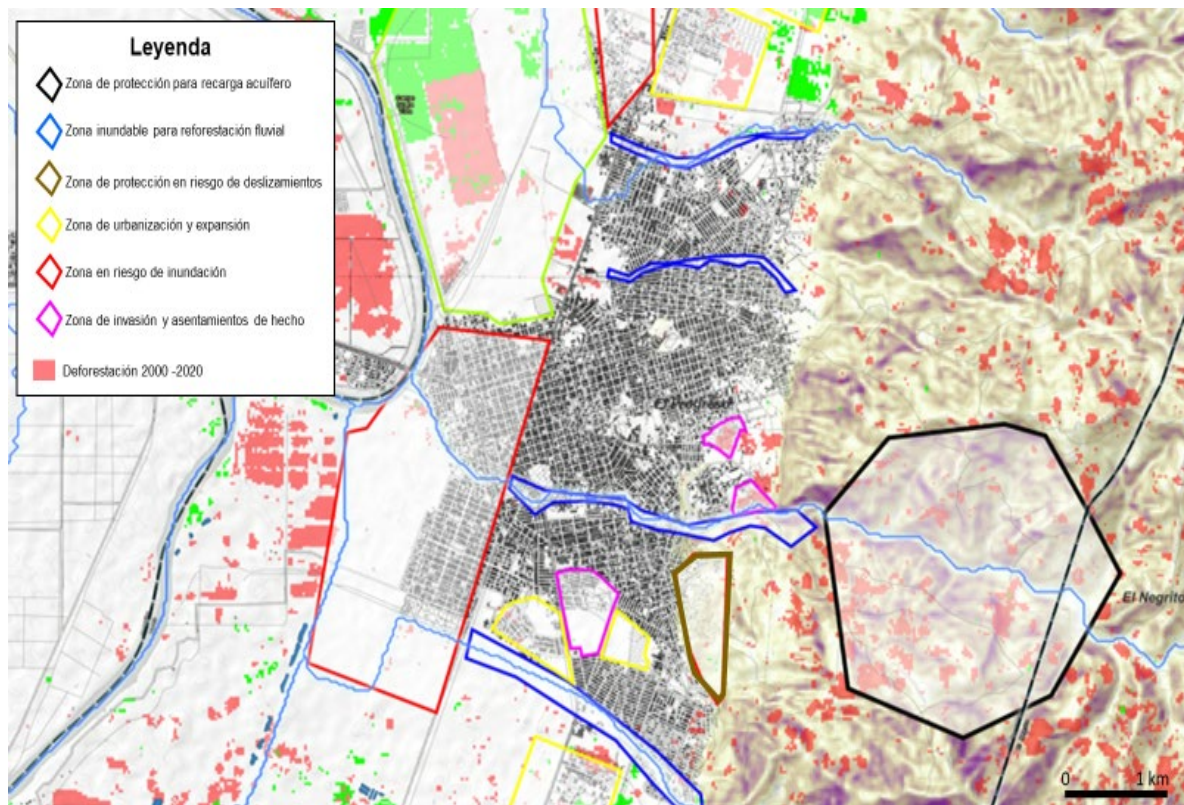 Leyenda
Zona de protección para recarga acuífero
Zona inundable para reforestación fluvial
Zona de protección en riesgo de deslizamientos
Zona de urbanización y expansión
Zona en riesgo de inundación
Zona de invasión y asentamientos de hecho
Deforestación 2000 -2020
El Negrito
0 1 km